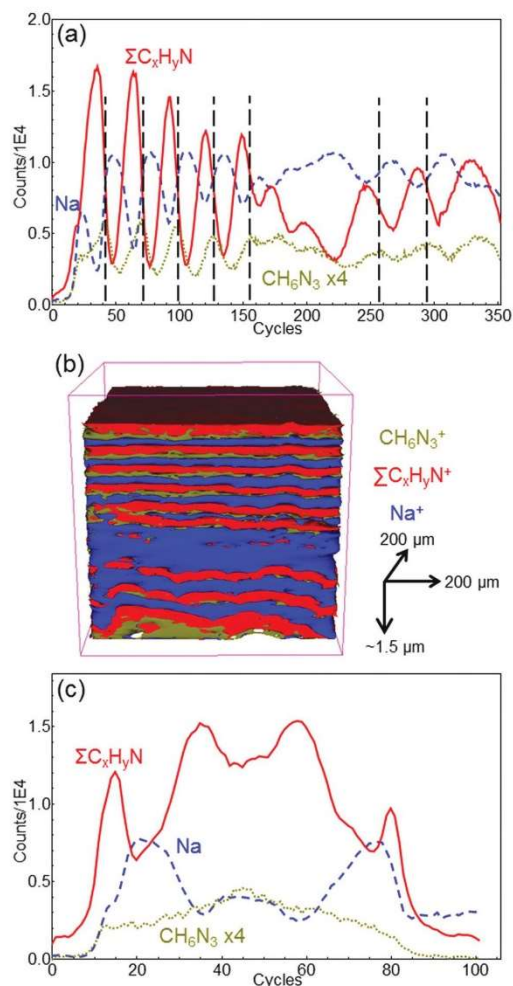 (a)
ΣCxHyN
Na
CH6N3 x4
Counts/1E4
2.0
1.5
1.0
0.5
0.0
0 50 100 150 200 250 300 350
Cycles
(b)
CH6N3+
ΣCxHyN+
Na+
200 µm
200 µm
~1.5 µm
(c)
ΣCxHyN
Na
CH6N3 x4
Counts/1E4
1.5
1.0
0.5
0.0
0 20 40 60 80 100
Cycles